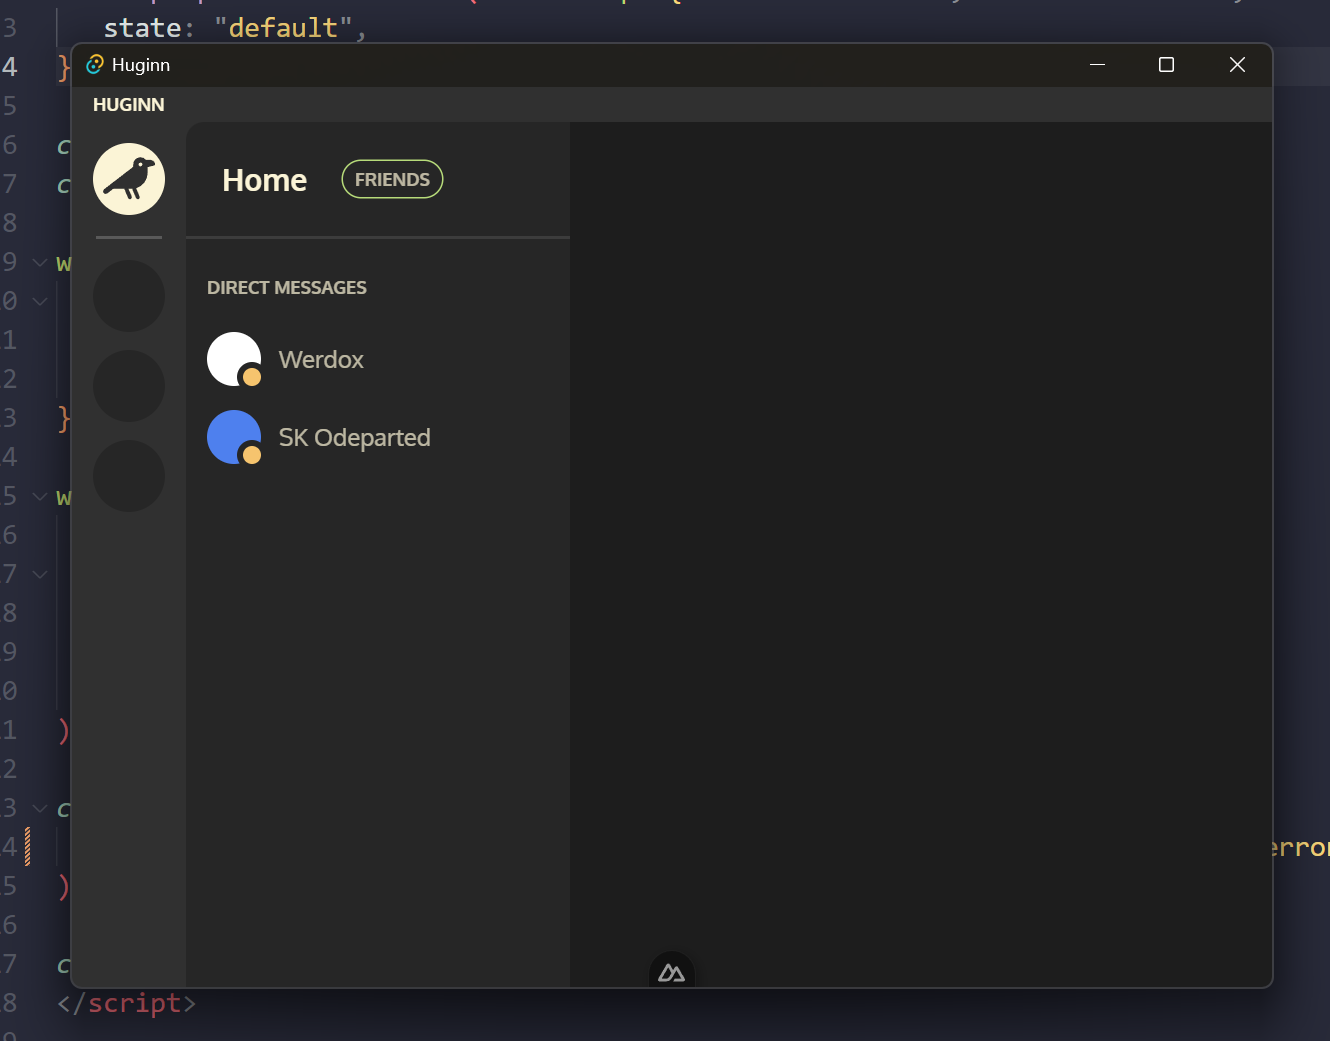 3 state: "default",
4 }
Huginn
HUGINN
5
6 c
7 c
8
9 w
0
1
2
3 }
4
5 w
6
7
8
9
0
1 )
2
3 c
4 error
5 )
6
7 c
8 </script>
Home FRIENDS
DIRECT MESSAGES
Werdox
SK Odeparted